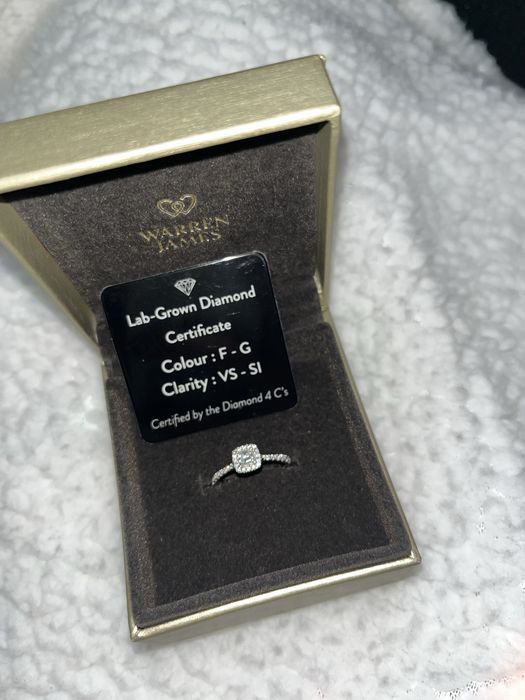 WARREN
JAMES
Lab-Grown Diamond
Certificate
Colour : F - G
Clarity : VS - SI
Certified by the Diamond 4 C's